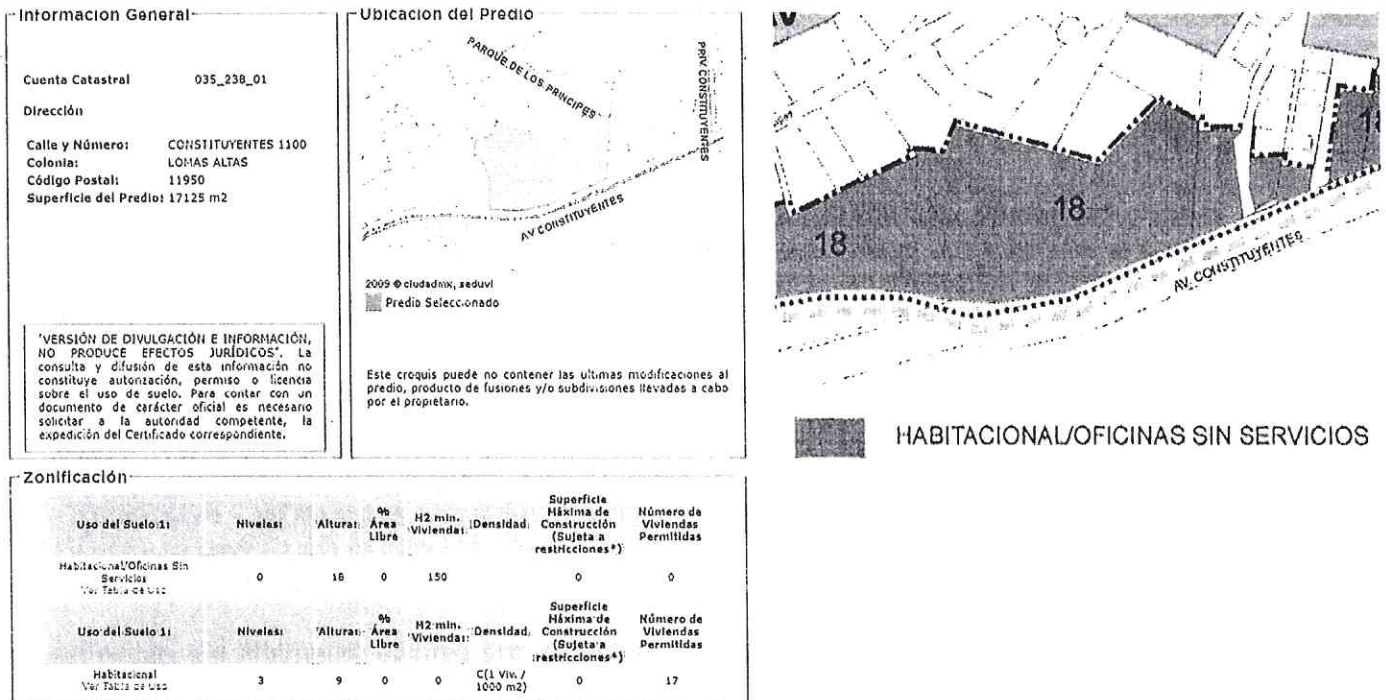 Información General
Cuenta Catastral 035_238_01
Dirección
Calle y Número: CONSTITUYENTES 1100
Colonia: LOMAS ALTAS
Código Postal: 11950
Superficie del Predio: 17125 m2
"VERSIÓN DE DIVULGACIÓN E INFORMACIÓN,
NO PRODUCE EFECTOS JURÍDICOS". La
consulta y difusión de esta información no
constituye autorización, permiso o licencia
sobre el uso de suelo. Para contar con un
documento de carácter oficial es necesario
solicitar a la autoridad competente, la
expedición del Certificado correspondiente.
Ubicación del Predio
PARQUE DE LOS PRINCIPES
PRIV CONSTITUYENTES
AV CONSTITUYENTES
2009 © ciudadmx, seduvi
Predio Seleccionado
Este croquis puede no contener las ultimas modificaciones al
predio, producto de fusiones y/o subdivisiones llevadas a cabo
por el propietario.
18
18
18
AV. CONSTITUYENTES
HABITACIONAL/OFICINAS SIN SERVICIOS
Zonificación
Uso del Suelo 1: Niveles: Altura: % Área Libre H2 min. Vivienda: Densidad Superficie Máxima de Construcción (Sujeta a restricciones*) Número de Viviendas Permitidas
Habitacional/Oficinas Sin Servicios 0 18 0 150 0 0
Ver Tabla de Uso
Uso del Suelo 1: Niveles: Altura: % Área Libre H2 min. Vivienda: Densidad Superficie Máxima de Construcción (Sujeta a restricciones*) Número de Viviendas Permitidas
Habitacional 3 9 0 0 C(1 Viv. / 1000 m2) 0 17
Ver Tabla de Uso